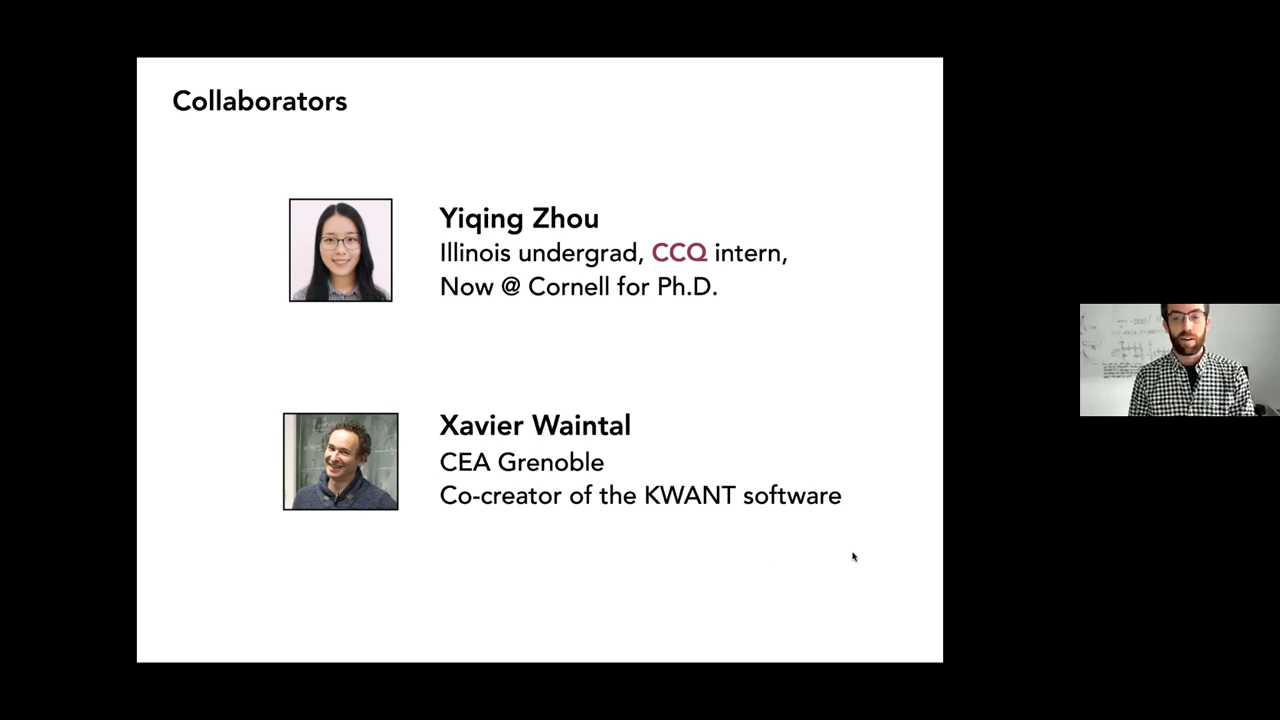 Collaborators
Yiqing Zhou
Illinois undergrad, CCQ intern,
Now @ Cornell for Ph.D.
Xavier Waintal
CEA Grenoble
Co-creator of the KWANT software